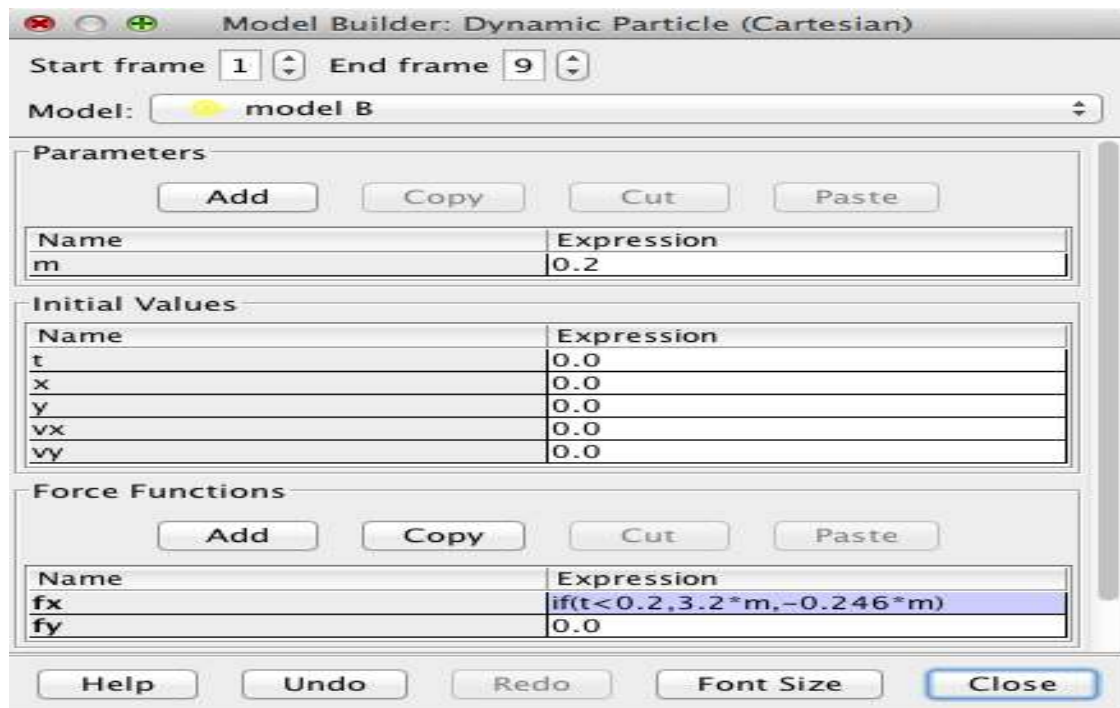 Model Builder: Dynamic Particle (Cartesian)
Start frame 1 End frame 9
Model: model B
Parameters
Add Copy Cut Paste
Name Expression
m 0.2
Initial Values
Name Expression
t 0.0
x 0.0
y 0.0
vx 0.0
vy 0.0
Force Functions
Add Copy Cut Paste
Name Expression
fx if(t<0.2,3.2*m,-0.246*m)
fy 0.0
Help Undo Redo Font Size Close